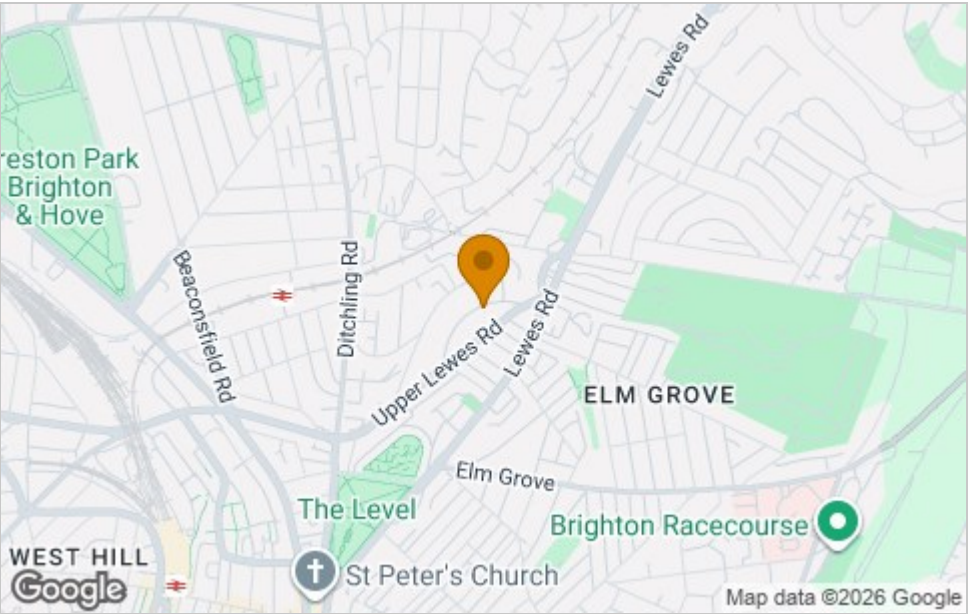 Lewes Rd
reston Park
Brighton
& Hove
Beaconsfield Rd
Ditchling Rd
Upper Lewes Rd
Lewes Rd
ELM GROVE
Elm Grove
The Level
Brighton Racecourse
WEST HILL
St Peter's Church
Google
Map data ©2026 Google